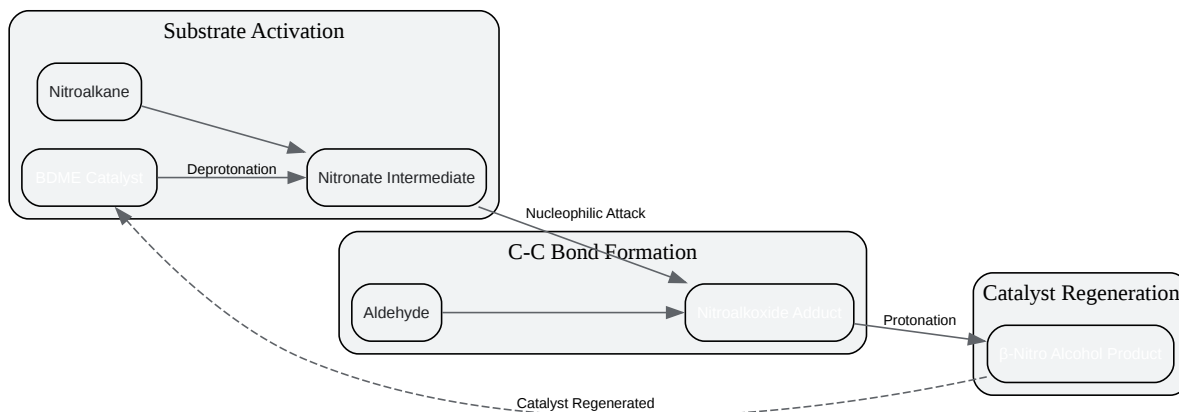 Substrate Activation
Nitroalkane
BDME Catalyst
Deprotonation
Nitronate Intermediate
Nucleophilic Attack
C-C Bond Formation
Aldehyde
Nitroalkoxide Adduct
Protonation
Catalyst Regeneration
β-Nitro Alcohol Product
Catalyst Regenerated